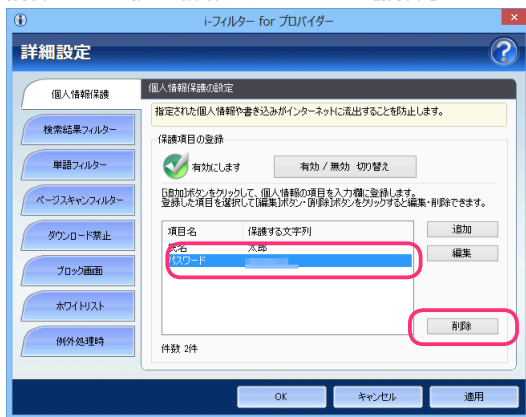 i-フィルター for プロバイダー
詳細設定
個人情報保護
検索結果フィルター
単語フィルター
ページスキャンフィルター
ダウンロード禁止
ブロック画面
ホワイトリスト
例外処理時
個人情報保護の設定
指定された個人情報や書き込みがインターネットに流出することを防止します。
保護項目の登録
有効にします
有効 / 無効 切り替え
[追加]ボタンをクリックして、個人情報の項目を入力欄に登録します。
登録した項目を選択して[編集]ボタン・[削除]ボタンをクリックすると編集・削除できます。
項目名 保護する文字列
氏名 太郎
パスワード
追加
編集
削除
件数 2件
OK
キャンセル
適用